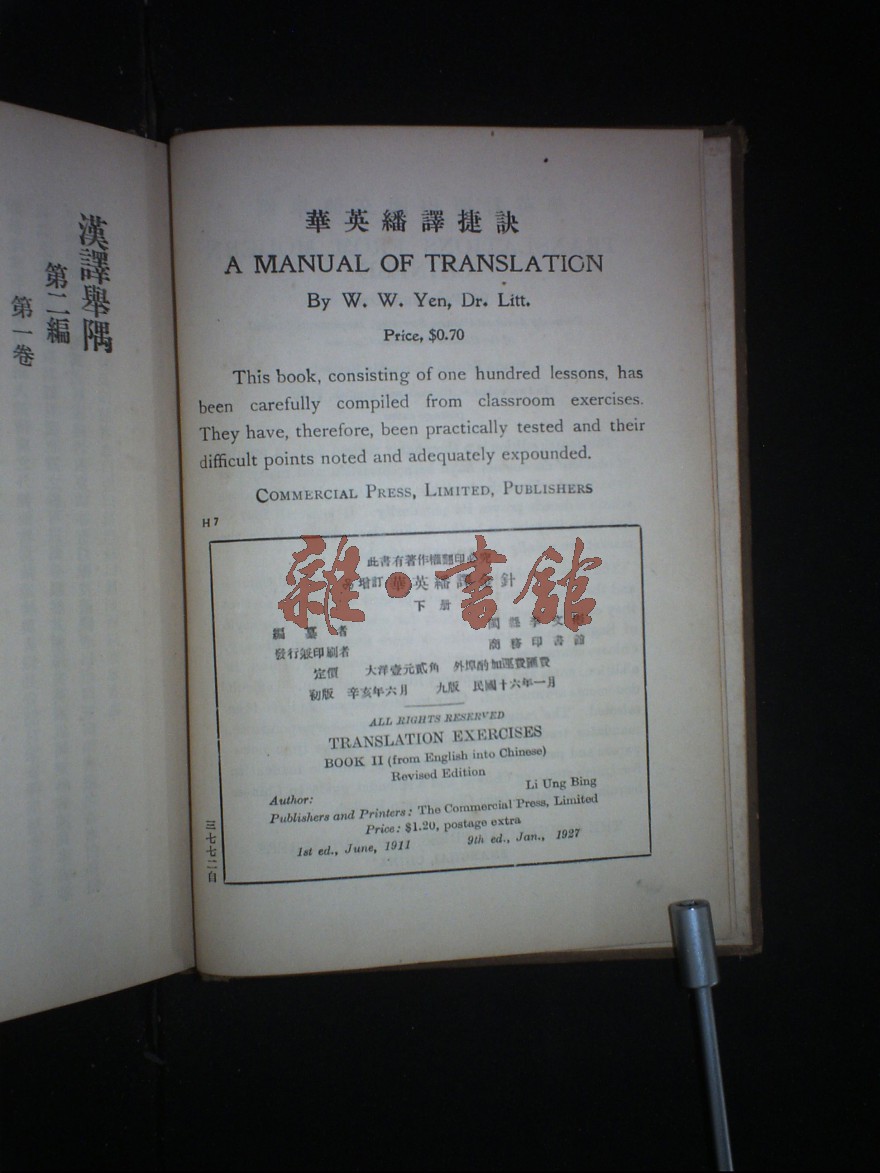 漢譯舉隅
第二編
第一卷
華英繙譯捷訣
A MANUAL OF TRANSLATION
By W. W. Yen, Dr. Litt.
Price, $0.70
This book, consisting of one hundred lessons, has
been carefully compiled from classroom exercises.
They have, therefore, been practically tested and their
difficult points noted and adequately expounded.
COMMERCIAL PRESS, LIMITED, PUBLISHERS
H 7
此書有著作權翻印必究
增訂 華英繙譯金針
下册
編纂者
發行兼印刷者 商務印書館
定價 大洋壹元貳角 外埠酌加運費匯費
初版 辛亥年六月 九版 民國十六年一月
ALL RIGHTS RESERVED
TRANSLATION EXERCISES
BOOK II (from English into Chinese)
Revised Edition
Author: Li Ung Bing
Publishers and Printers: The Commercial Press, Limited
Price: $1.20, postage extra
1st ed., June, 1911 9th ed., Jan., 1927
三七七二自
雜·書館